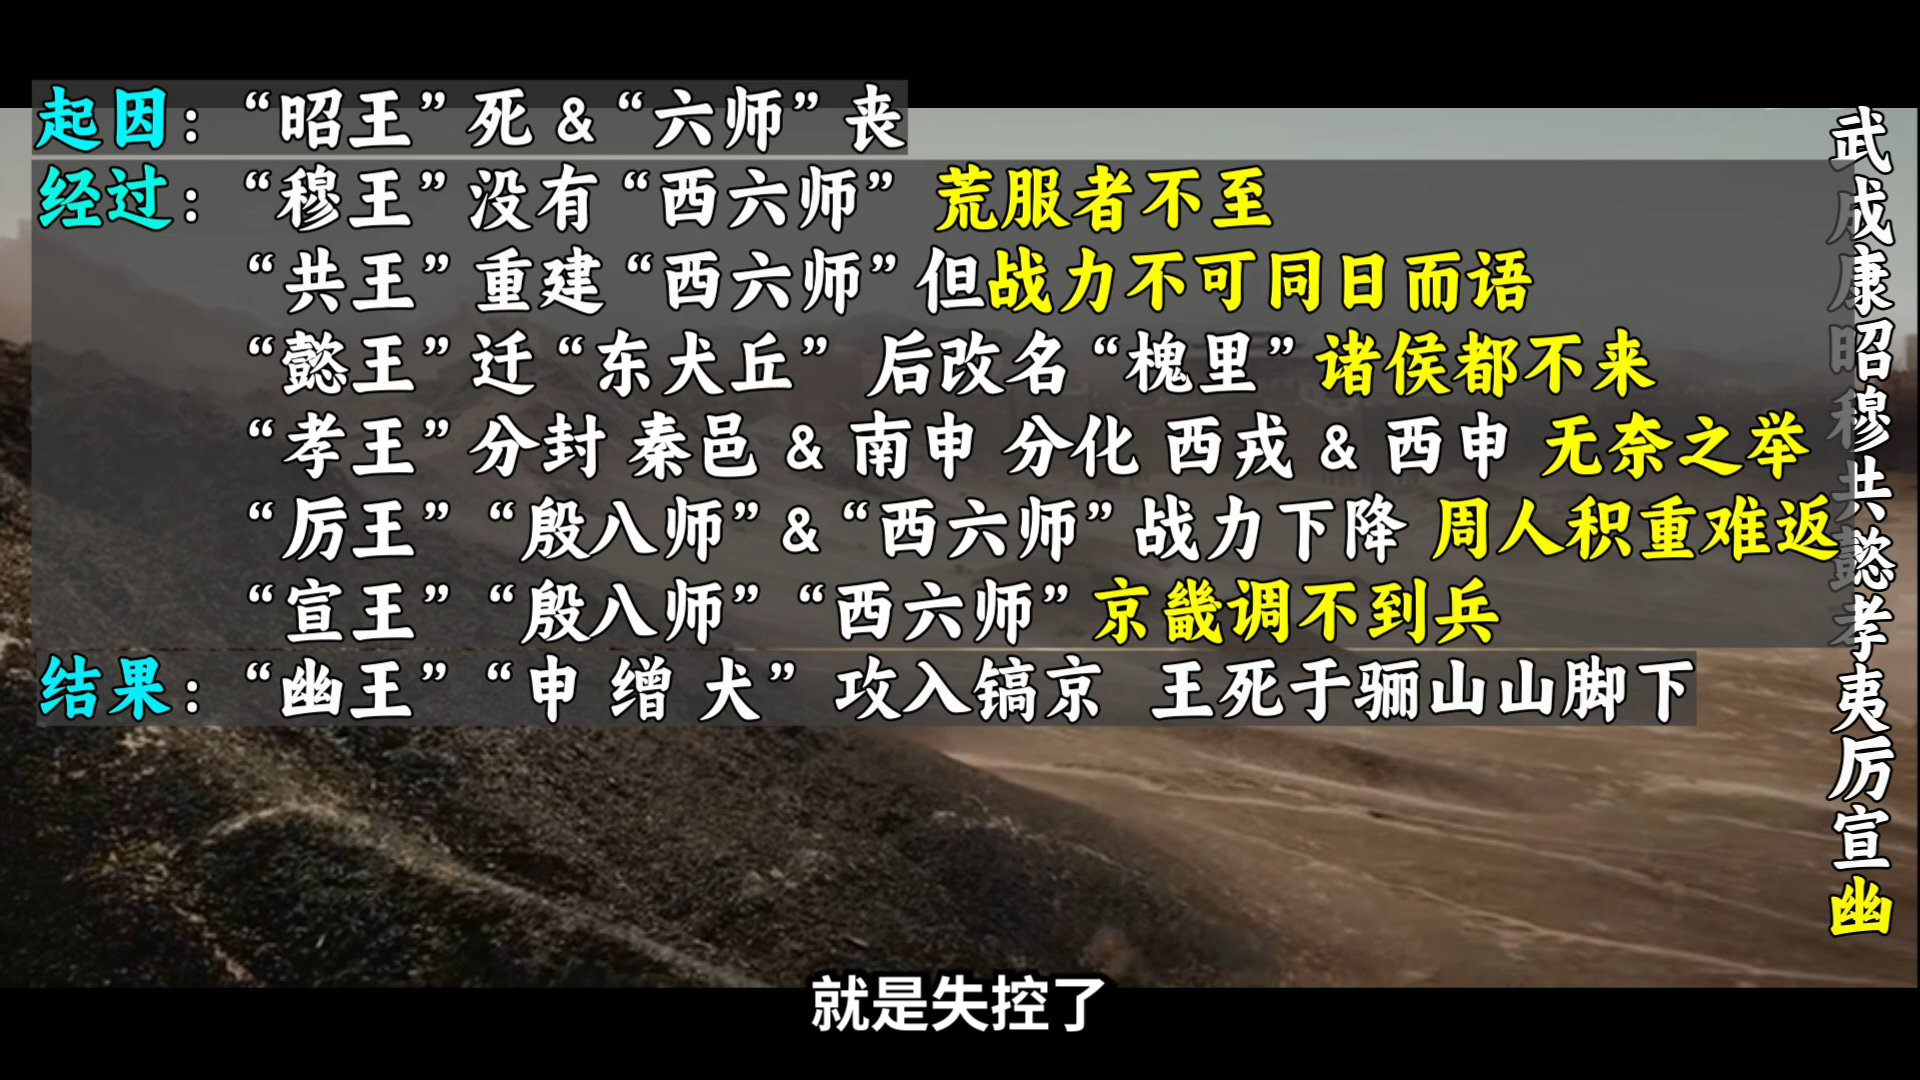 起因：“昭王”死 &“六师”丧
经过：“穆王”没有“西六师” 荒服者不至
“共王”重建“西六师”但战力不可同日而语
“懿王”迁“东犬丘” 后改名“槐里”诸侯都不来
“孝王”分封 秦邑 & 南申 分化 西戎 & 西申 无奈之举
“厉王”“殷八师”&“西六师”战力下降 周人积重难返
“宣王”“殷八师”“西六师”京畿调不到兵
结果：“幽王”“申 缯 犬” 攻入镐京 王死于骊山山脚下
武成康昭穆共懿孝夷厉宣幽
就是失控了